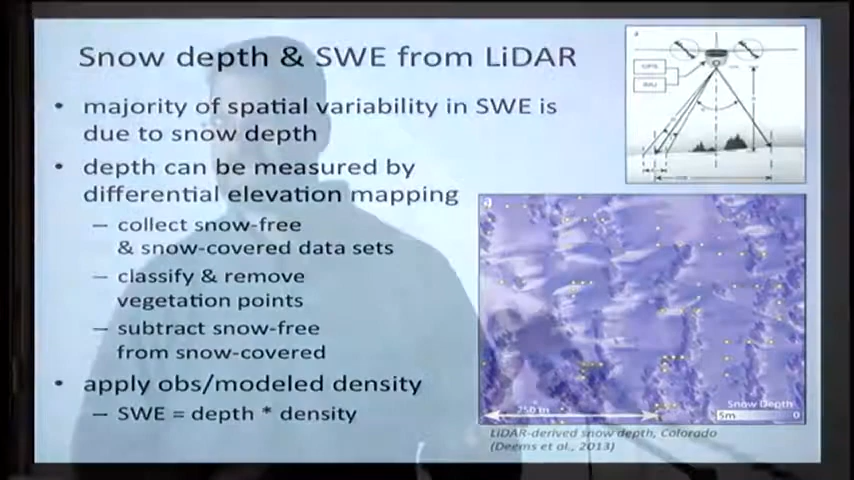 Snow depth & SWE from LiDAR
• majority of spatial variability in SWE is
due to snow depth
• depth can be measured by
differential elevation mapping
– collect snow-free
& snow-covered data sets
– classify & remove
vegetation points
– subtract snow-free
from snow-covered
• apply obs/modeled density
– SWE = depth * density
GPS
IMU
a
250 m
Snow Depth
5m 0
LiDAR-derived snow depth, Colorado
(Deems et al., 2013)